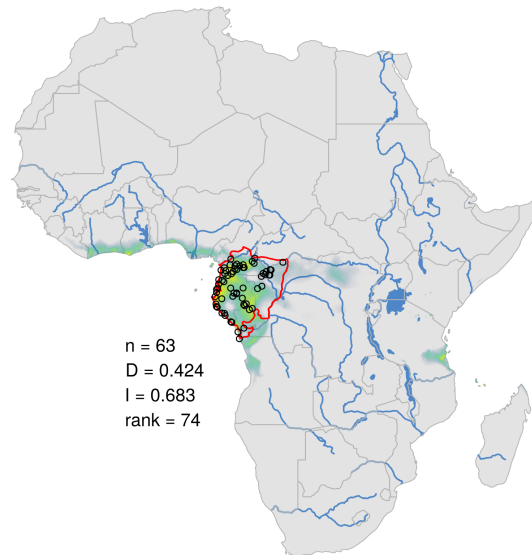 n = 63
D = 0.424
I = 0.683
rank = 74